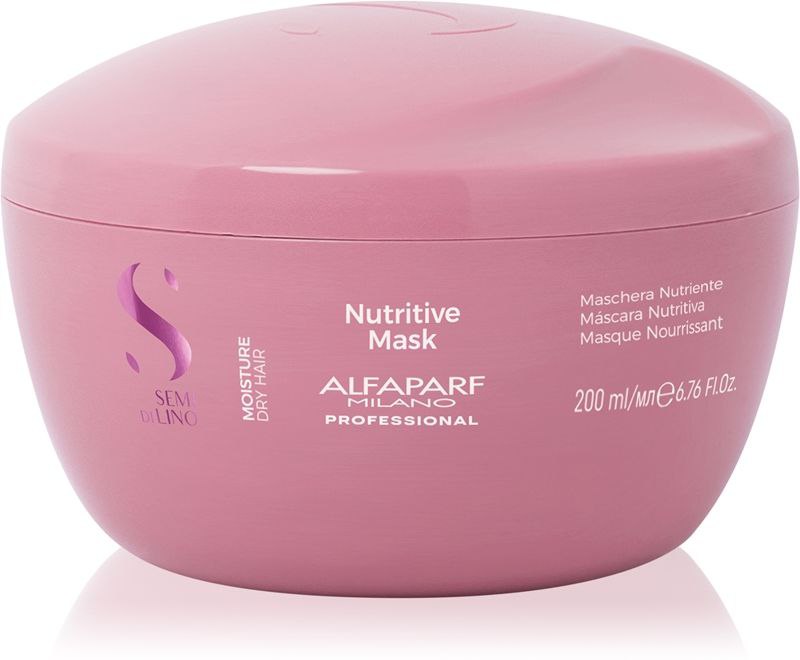 S
SEMI
DI LINO
MOISTURE
DRY HAIR
Nutritive
Mask
ALFAPARF
MILANO
PROFESSIONAL
Maschera Nutriente
Máscara Nutritiva
Masque Nourrissant
200 ml/мл℮6.76 Fl.Oz.